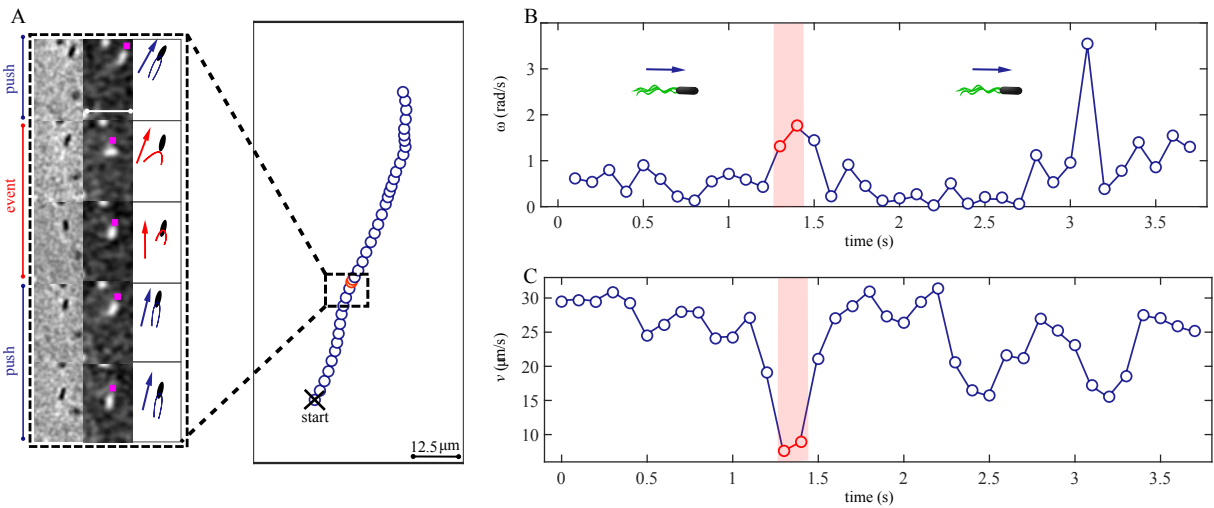 A
push
event
push
start
12.5 μm
B
ω (rad/s)
4
3
2
1
0
0 0.5 1 1.5 2 2.5 3 3.5
time (s)
C
v (μm/s)
30
25
20
15
10
0 0.5 1 1.5 2 2.5 3 3.5
time (s)